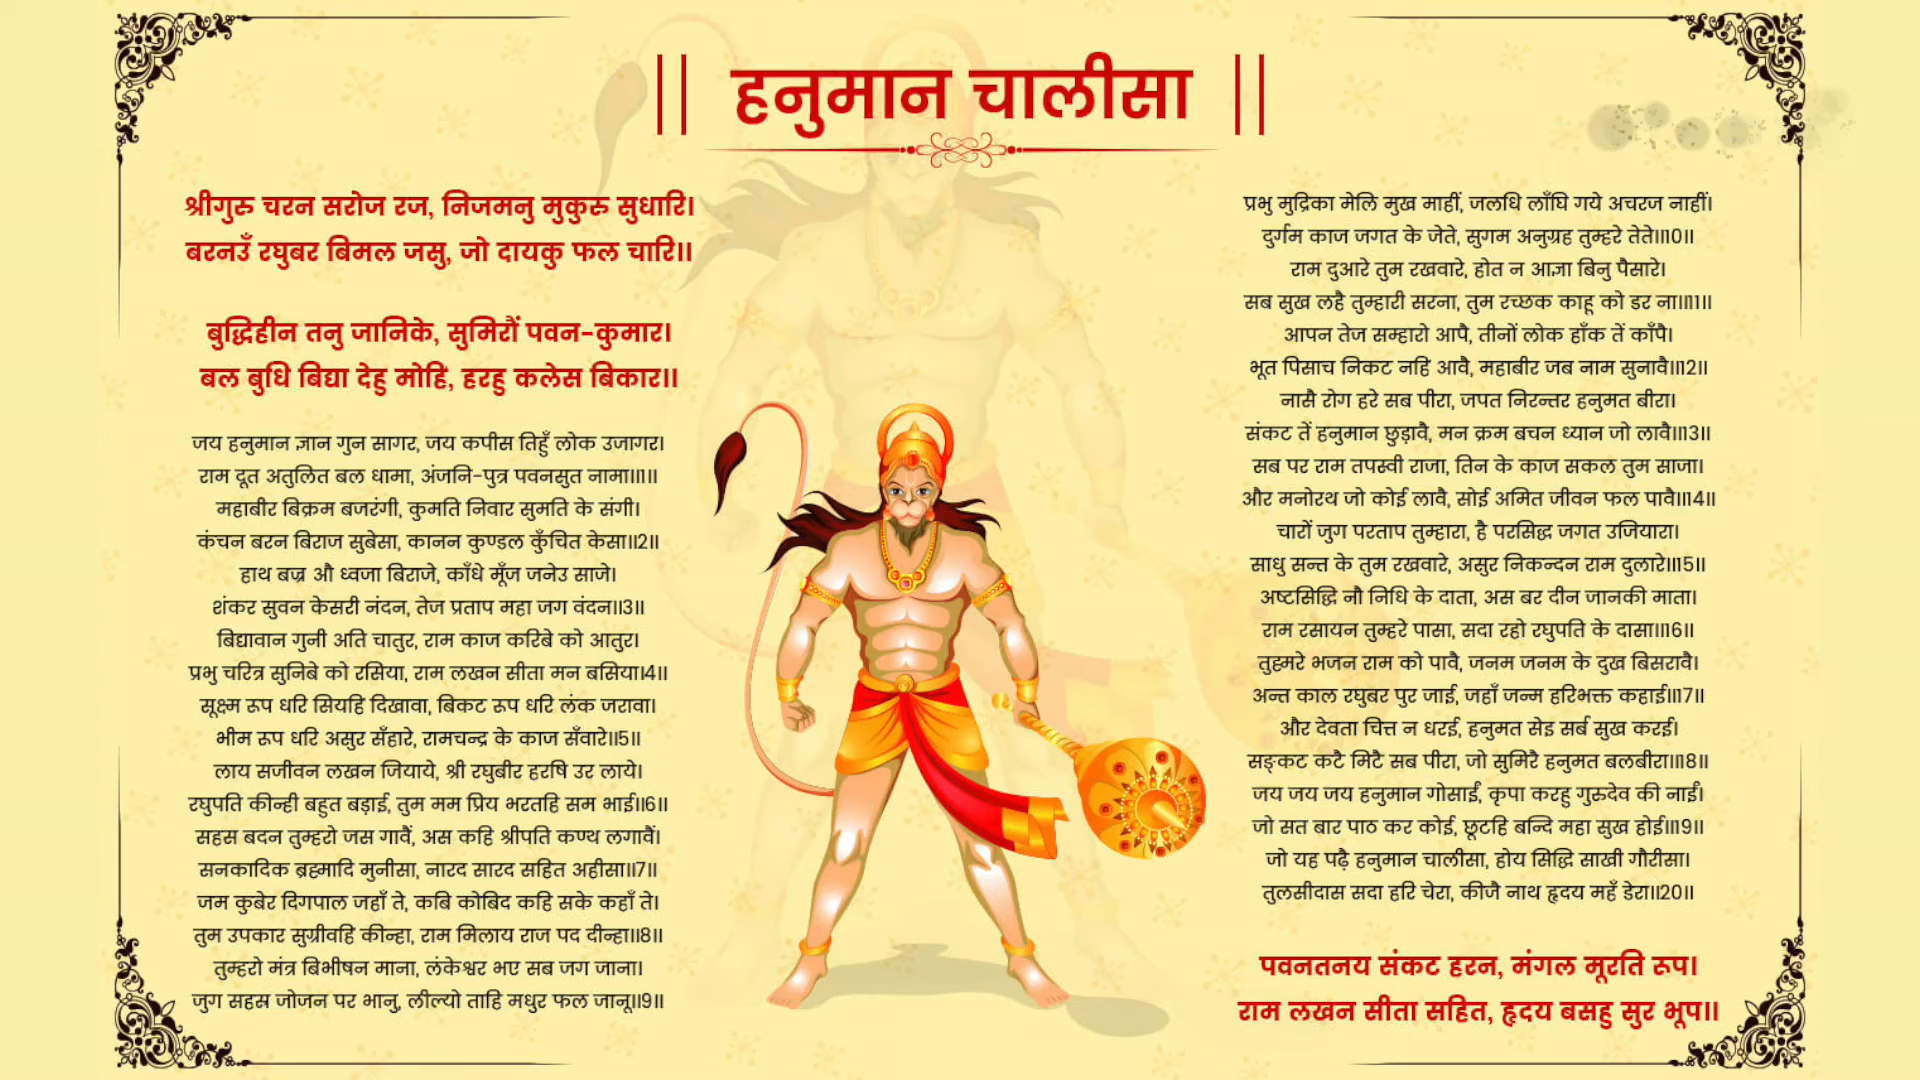 || हनुमान चालीसा ||
श्रीगुरु चरन सरोज रज, निजमनु मुकुरु सुधारि।
बरनउँ रघुबर बिमल जसु, जो दायकु फल चारि॥
बुद्धिहीन तनु जानिके, सुमिरौं पवन-कुमार।
बल बुधि बिद्या देहु मोहि, हरहु कलेस बिकार॥
जय हनुमान ज्ञान गुन सागर, जय कपीस तिहुँ लोक उजागर।
राम दूत अतुलित बल धामा, अंजनि-पुत्र पवनसुत नामा॥1॥
महाबीर बिक्रम बजरंगी, कुमति निवार सुमति के संगी।
कंचन बरन बिराज सुबेसा, कानन कुण्डल कुँचित केसा॥2॥
हाथ बज्र औ ध्वजा बिराजे, काँधे मूँज जनेउ साजे।
शंकर सुवन केसरी नंदन, तेज प्रताप महा जग वंदन॥3॥
बिद्यावान गुनी अति चातुर, राम काज करिबे को आतुर।
प्रभु चरित्र सुनिबे को रसिया, राम लखन सीता मन बसिया।4॥
सूक्ष्म रूप धरि सियहिं दिखावा, बिकट रूप धरि लंक जरावा।
भीम रूप धरि असुर सँहारे, रामचन्द्र के काज सँवारे॥5॥
लाय सजीवन लखन जियाये, श्री रघुबीर हरषि उर लाये।
रघुपति कीन्ही बहुत बड़ाई, तुम मम प्रिय भरतहि सम भाई॥6॥
सहस बदन तुम्हरो जस गावैं, अस कहि श्रीपति कण्थ लगावैं।
सनकादिक ब्रह्मादि मुनीसा, नारद सारद सहित अहीसा॥7॥
जम कुबेर दिगपाल जहाँ ते, कबि कोबिद कहि सके कहाँ ते।
तुम उपकार सुग्रीवहि कीन्हा, राम मिलाय राज पद दीन्हा॥8॥
तुम्हरो मंत्र बिभीषन माना, लंकेश्वर भए सब जग जाना।
जुग सहस्र जोजन पर भानु, लील्यो ताहि मधुर फल जानू॥9॥
प्रभु मुद्रिका मेलि मुख माहीं, जलधि लाँघि गये अचरज नाहीं।
दुर्गम काज जगत के जेते, सुगम अनुग्रह तुम्हरे तेते॥10॥
राम दुआरे तुम रखवारे, होत न आज्ञा बिनु पैसारे।
सब सुख लहै तुम्हारी सरना, तुम रच्छक काहू को डर ना॥11॥
आपन तेज सम्हारो आपै, तीनों लोक हाँक तें काँपै।
भूत पिसाच निकट नहि आवै, महाबीर जब नाम सुनावै॥12॥
नासै रोग हरे सब पीरा, जपत निरन्तर हनुमत बीरा।
संकट तें हनुमान छुड़ावै, मन क्रम बचन ध्यान जो लावै॥13॥
सब पर राम तपस्वी राजा, तिन के काज सकल तुम साजा।
और मनोरथ जो कोई लावै, सोई अमित जीवन फल पावै॥14॥
चारों जुग परताप तुम्हारा, है परसिद्ध जगत उजियारा।
साधु सन्त के तुम रखवारे, असुर निकन्दन राम दुलारे॥15॥
अष्टसिद्धि नौ निधि के दाता, अस बर दीन जानकी माता।
राम रसायन तुम्हरे पासा, सदा रहो रघुपति के दासा॥16॥
तुह्मरे भजन राम को पावै, जनम जनम के दुख बिसरावै।
अन्त काल रघुबर पुर जाई, जहाँ जन्म हरिभक्त कहाई॥17॥
और देवता चित्त न धरई, हनुमत सेइ सर्ब सुख करई।
सङ्कट कटै मिटै सब पीरा, जो सुमिरै हनुमत बलबीरा॥18॥
जय जय जय हनुमान गोसाईं, कृपा करहु गुरुदेव की नाईं।
जो सत बार पाठ कर कोई, छूटहि बन्दि महा सुख होई॥19॥
जो यह पढ़ै हनुमान चालीसा, होय सिद्धि साखी गौरीसा।
तुलसीदास सदा हरि चेरा, कीजै नाथ हृदय महँ डेरा॥20॥
पवनतनय संकट हरन, मंगल मूरति रूप।
राम लखन सीता सहित, हृदय बसहु सुर भूप॥